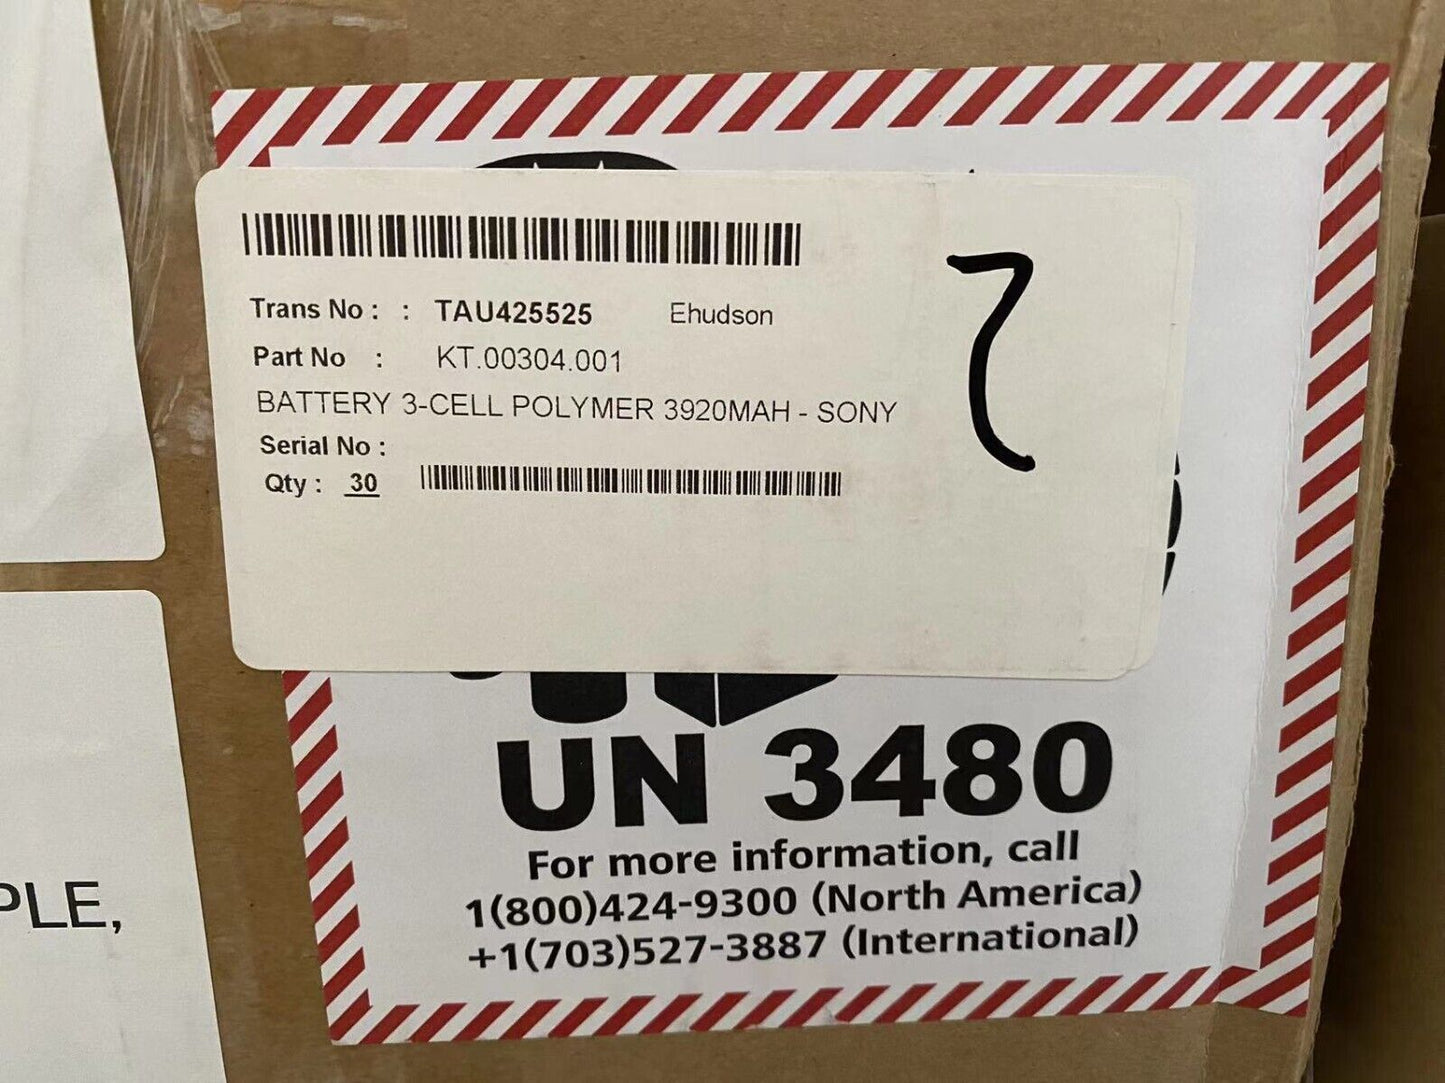 Trans No : : TAU425525 Ehudson
Part No : KT.00304.001
BATTERY 3-CELL POLYMER 3920MAH - SONY
Serial No :
Qty : 30
UN 3480
For more information, call
1(800)424-9300 (North America)
+1(703)527-3887 (International)
PLE,